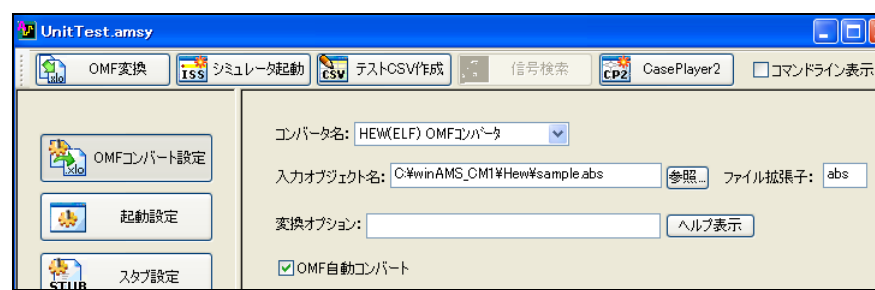 UnitTest.amsy
xlo OMF変換 ISS シミュレータ起動 CSV テストCSV作成 信号検索 CP2 CasePlayer2 コマンドライン表示
コンバータ名: HEW(ELF) OMFコンバータ
xlo OMFコンバート設定
入力オブジェクト名: C:¥winAMS_CM1¥Hew¥sample.abs 参照... ファイル拡張子: abs
起動設定
変換オプション: ヘルプ表示
OMF自動コンバート
STUB スタブ設定